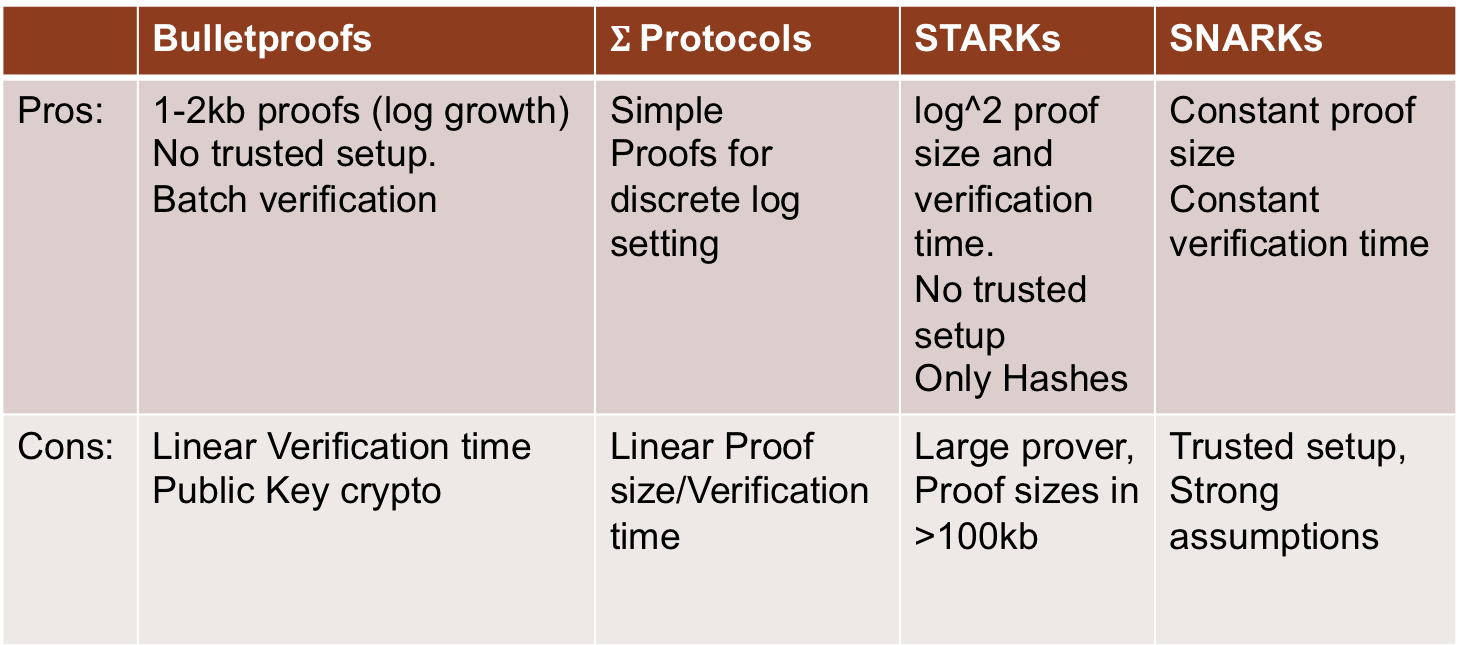 Bulletproofs
Σ Protocols
STARKs
SNARKs
Pros:
1-2kb proofs (log growth)
No trusted setup.
Batch verification
Simple
Proofs for
discrete log
setting
log^2 proof
size and
verification
time.
No trusted
setup
Only Hashes
Constant proof
size
Constant
verification time
Cons:
Linear Verification time
Public Key crypto
Linear Proof
size/Verification
time
Large prover,
Proof sizes in
>100kb
Trusted setup,
Strong
assumptions